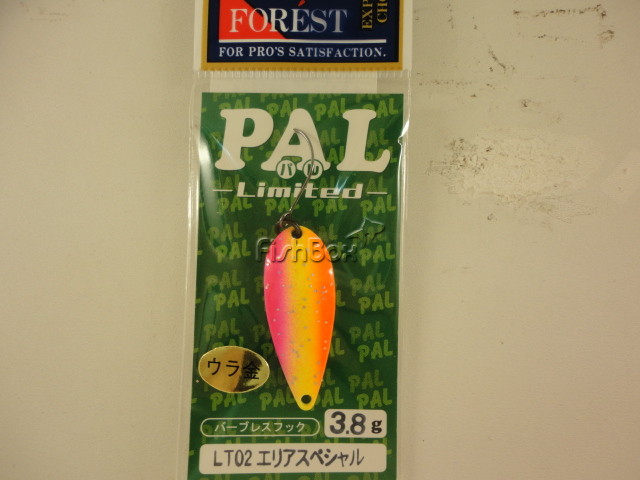 FOREST
FOR PRO'S SATISFACTION.
PAL
パル
Limited
FishBox
ウラ金
バーブレスフック
3.8g
LT02 エリアスペシャル